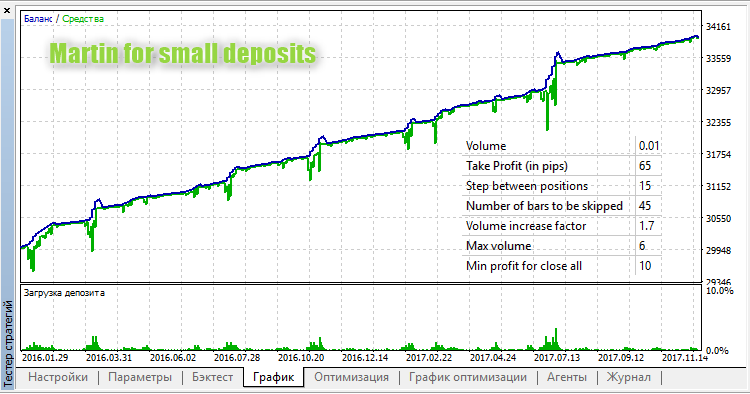 Баланс / Средства
Martin for small deposits
34161
33559
32957
32355
31754
31152
30550
29948
29346
Volume 0.01
Take Profit (in pips) 65
Step between positions 15
Number of bars to be skipped 45
Volume increase factor 1.7
Max volume 6
Min profit for close all 10
Загрузка депозита
10.0%
0.0%
2016.01.29 2016.03.31 2016.06.02 2016.07.28 2016.10.20 2016.12.14 2017.02.22 2017.04.24 2017.07.13 2017.09.12 2017.11.14
Настройки Параметры Бэктест График Оптимизация График оптимизации Агенты Журнал
Тестер стратегий